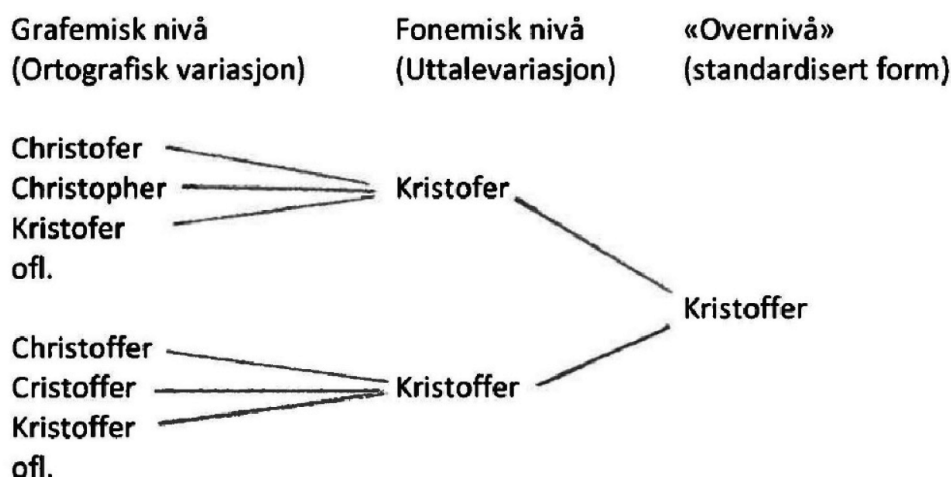 Grafemisk nivå Fonemisk nivå «Overnivå»
(Ortografisk variasjon) (Uttalevariasjon) (standardisert form)
Christofer
Christopher Kristofer
Kristofer
ofl.
Kristoffer
Christoffer
Cristoffer Kristoffer
Kristoffer
ofl.